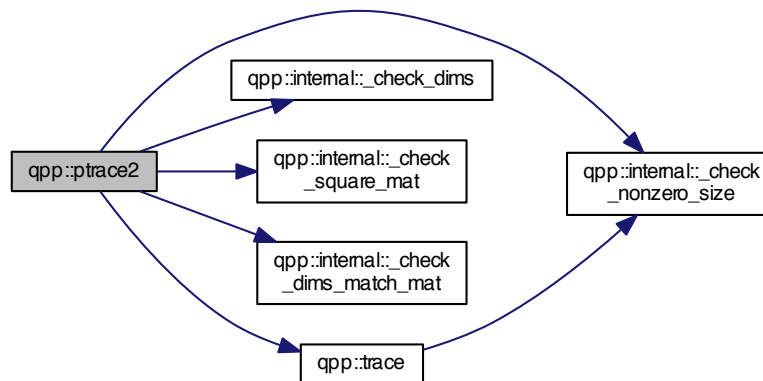 qpp::internal::_check_dims
qpp::ptrace2
qpp::internal::_check
_square_mat
qpp::internal::_check
_nonzero_size
qpp::internal::_check
_dims_match_mat
qpp::trace